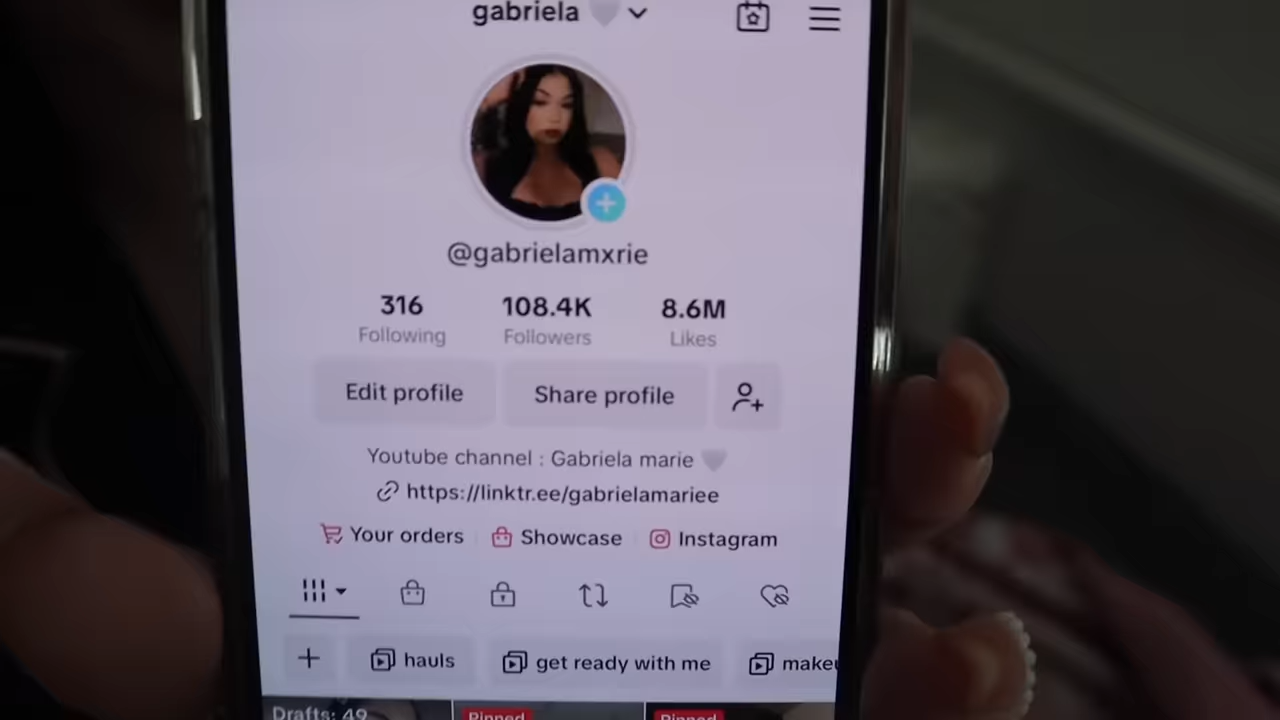 gabriela 🤍
@gabrielamxrie
316 108.4K 8.6M
Following Followers Likes
Edit profile Share profile
Youtube channel : Gabriela marie 🤍
https://linktr.ee/gabrielamariee
Your orders Showcase Instagram
+ hauls get ready with me makeu
Drafts: 49 Pinned Pinned